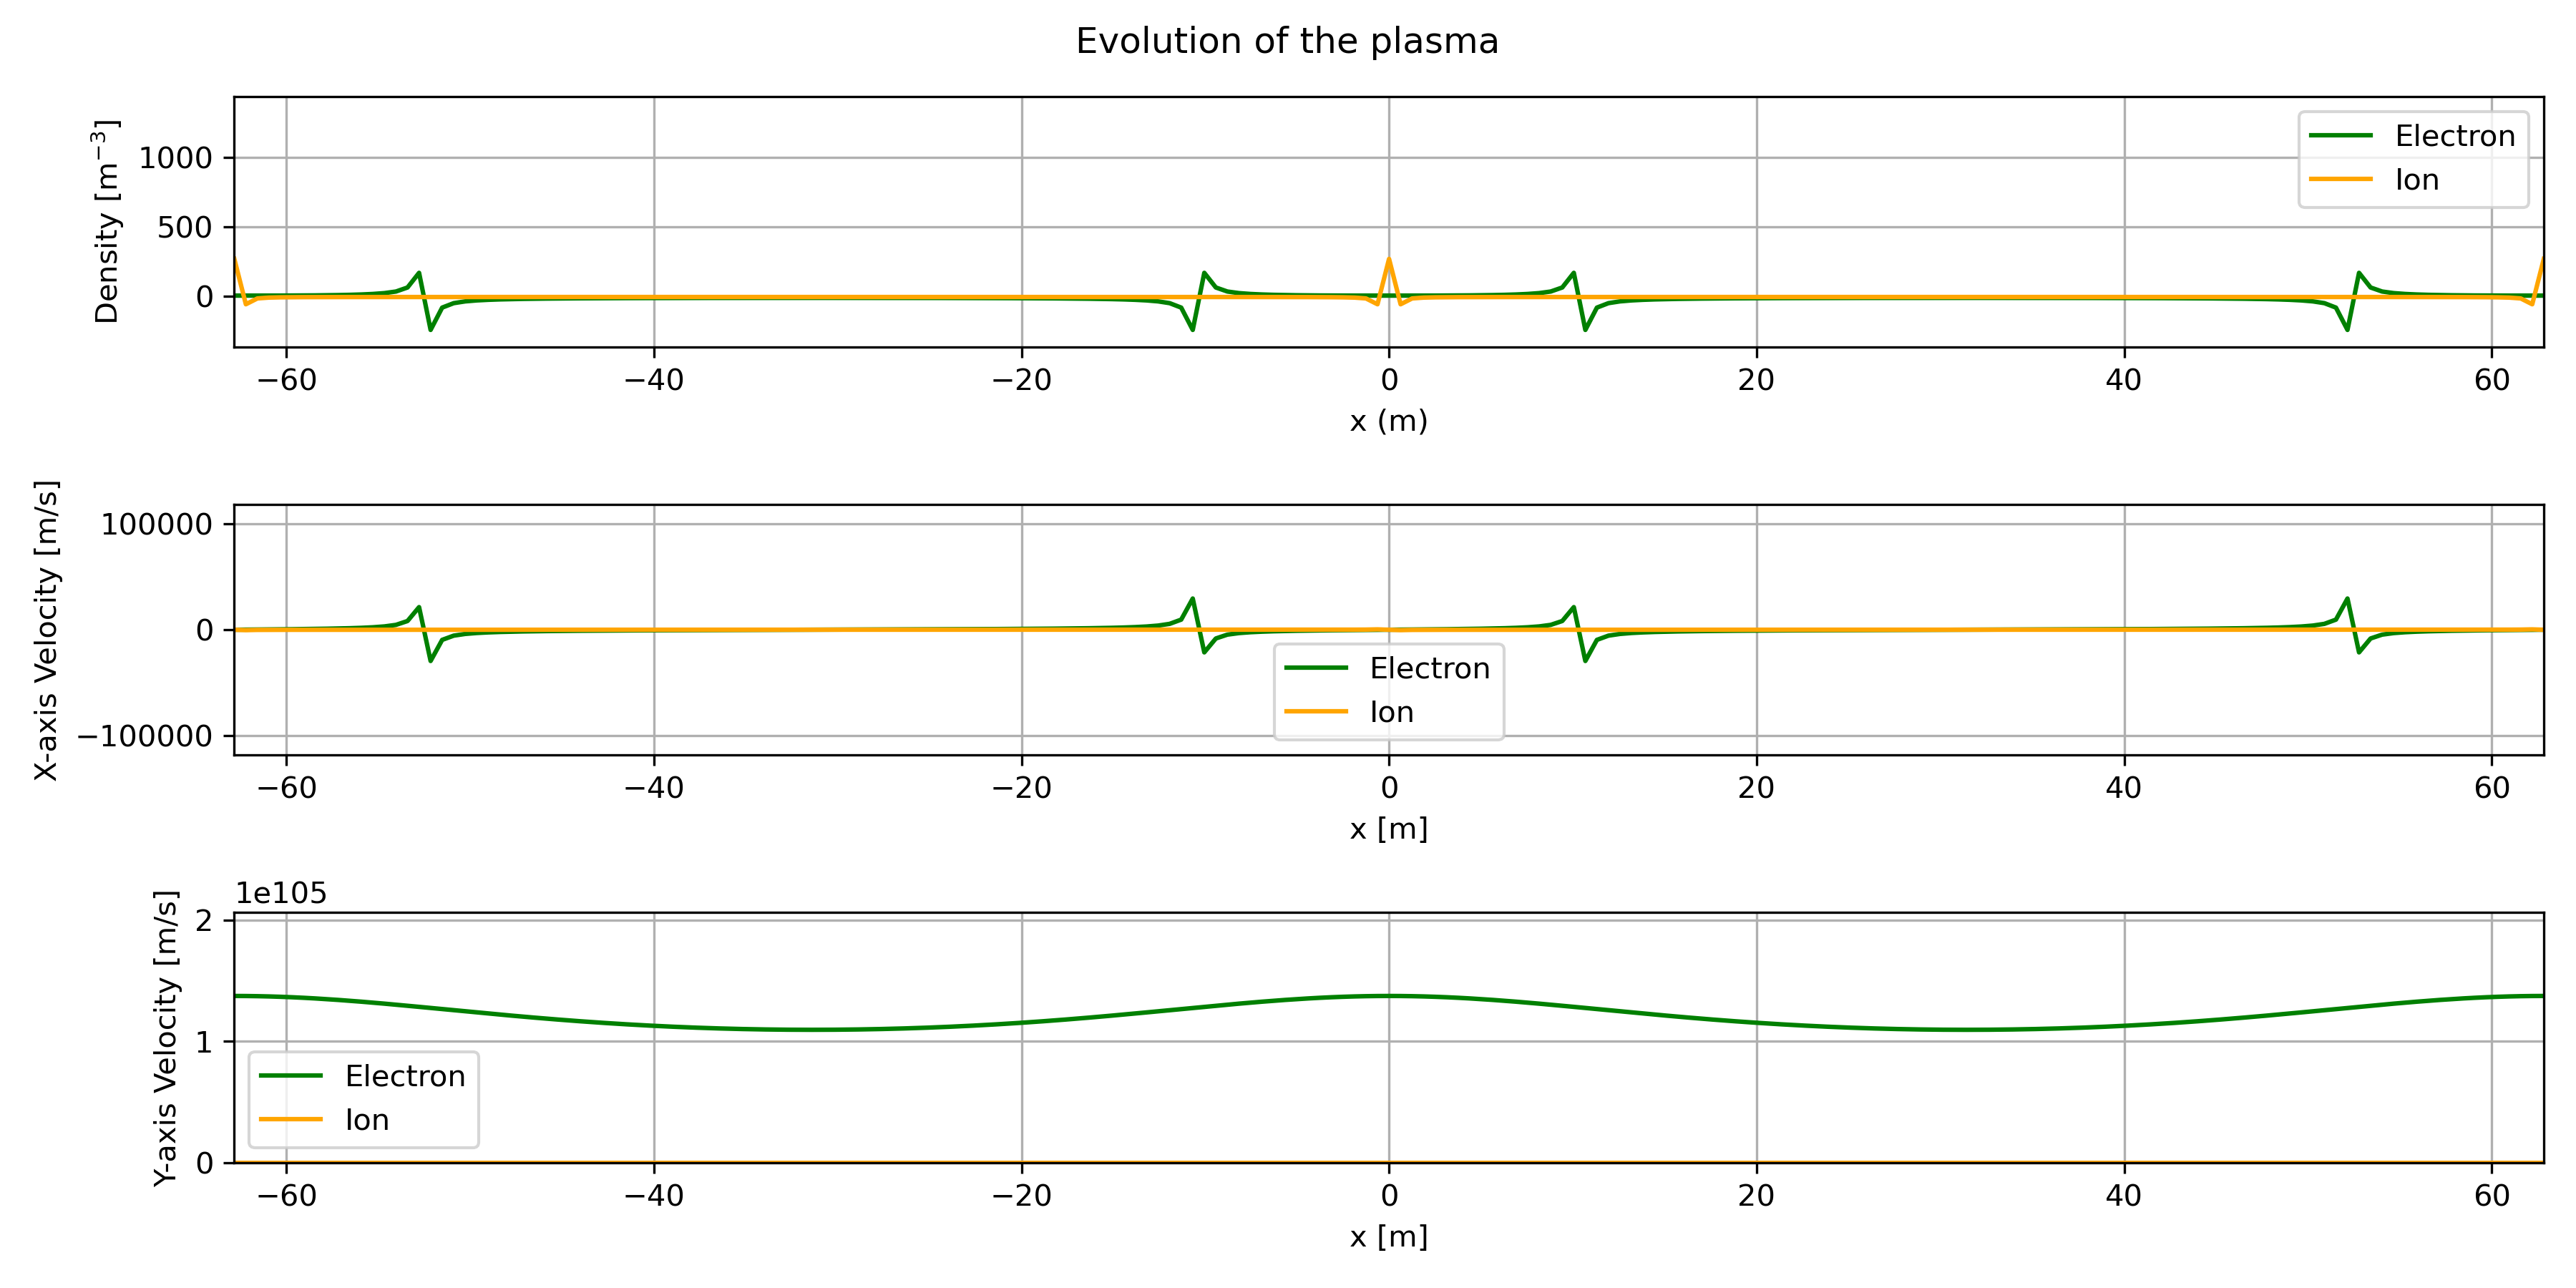 Evolution of the plasma
Density [m⁻³]
1000
500
0
Electron
Ion
−60
−40
−20
0
20
40
60
x (m)
X-axis Velocity [m/s]
100000
0
−100000
Electron
Ion
−60
−40
−20
0
20
40
60
x [m]
1e105
Y-axis Velocity [m/s]
2
1
0
Electron
Ion
−60
−40
−20
0
20
40
60
x [m]